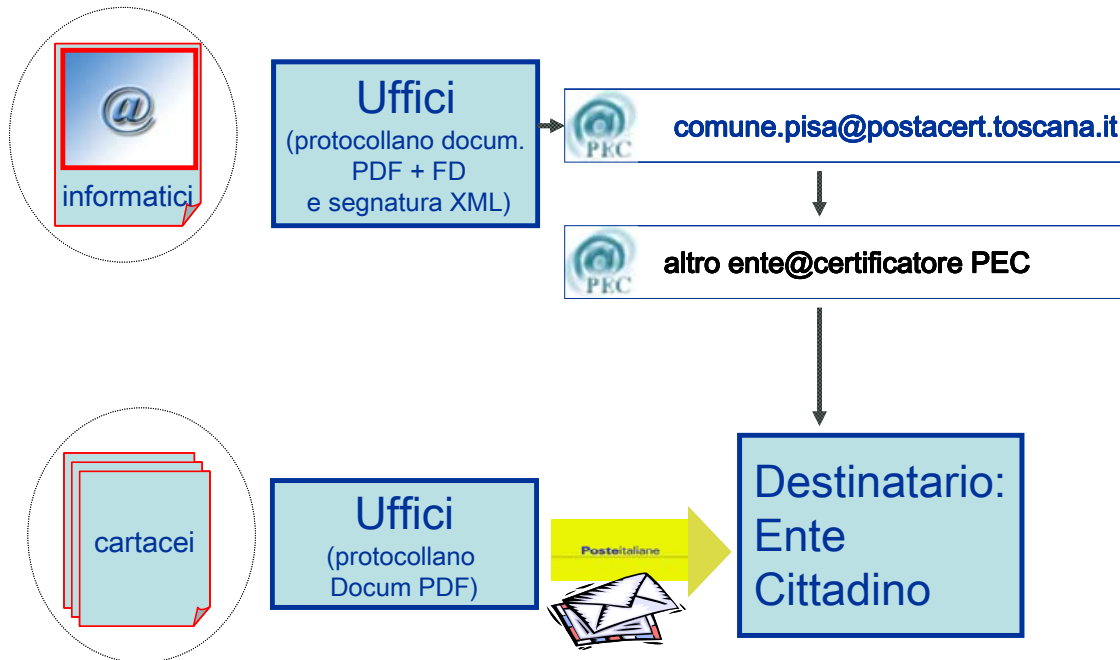 @
informatici
Uffici
(protocollano docum.
PDF + FD
e segnatura XML)
@
PEC
comune.pisa@postacert.toscana.it
@
PEC
altro ente@certificatore PEC
cartacei
Uffici
(protocollano
Docum PDF)
Posteitaliane
Destinatario:
Ente
Cittadino